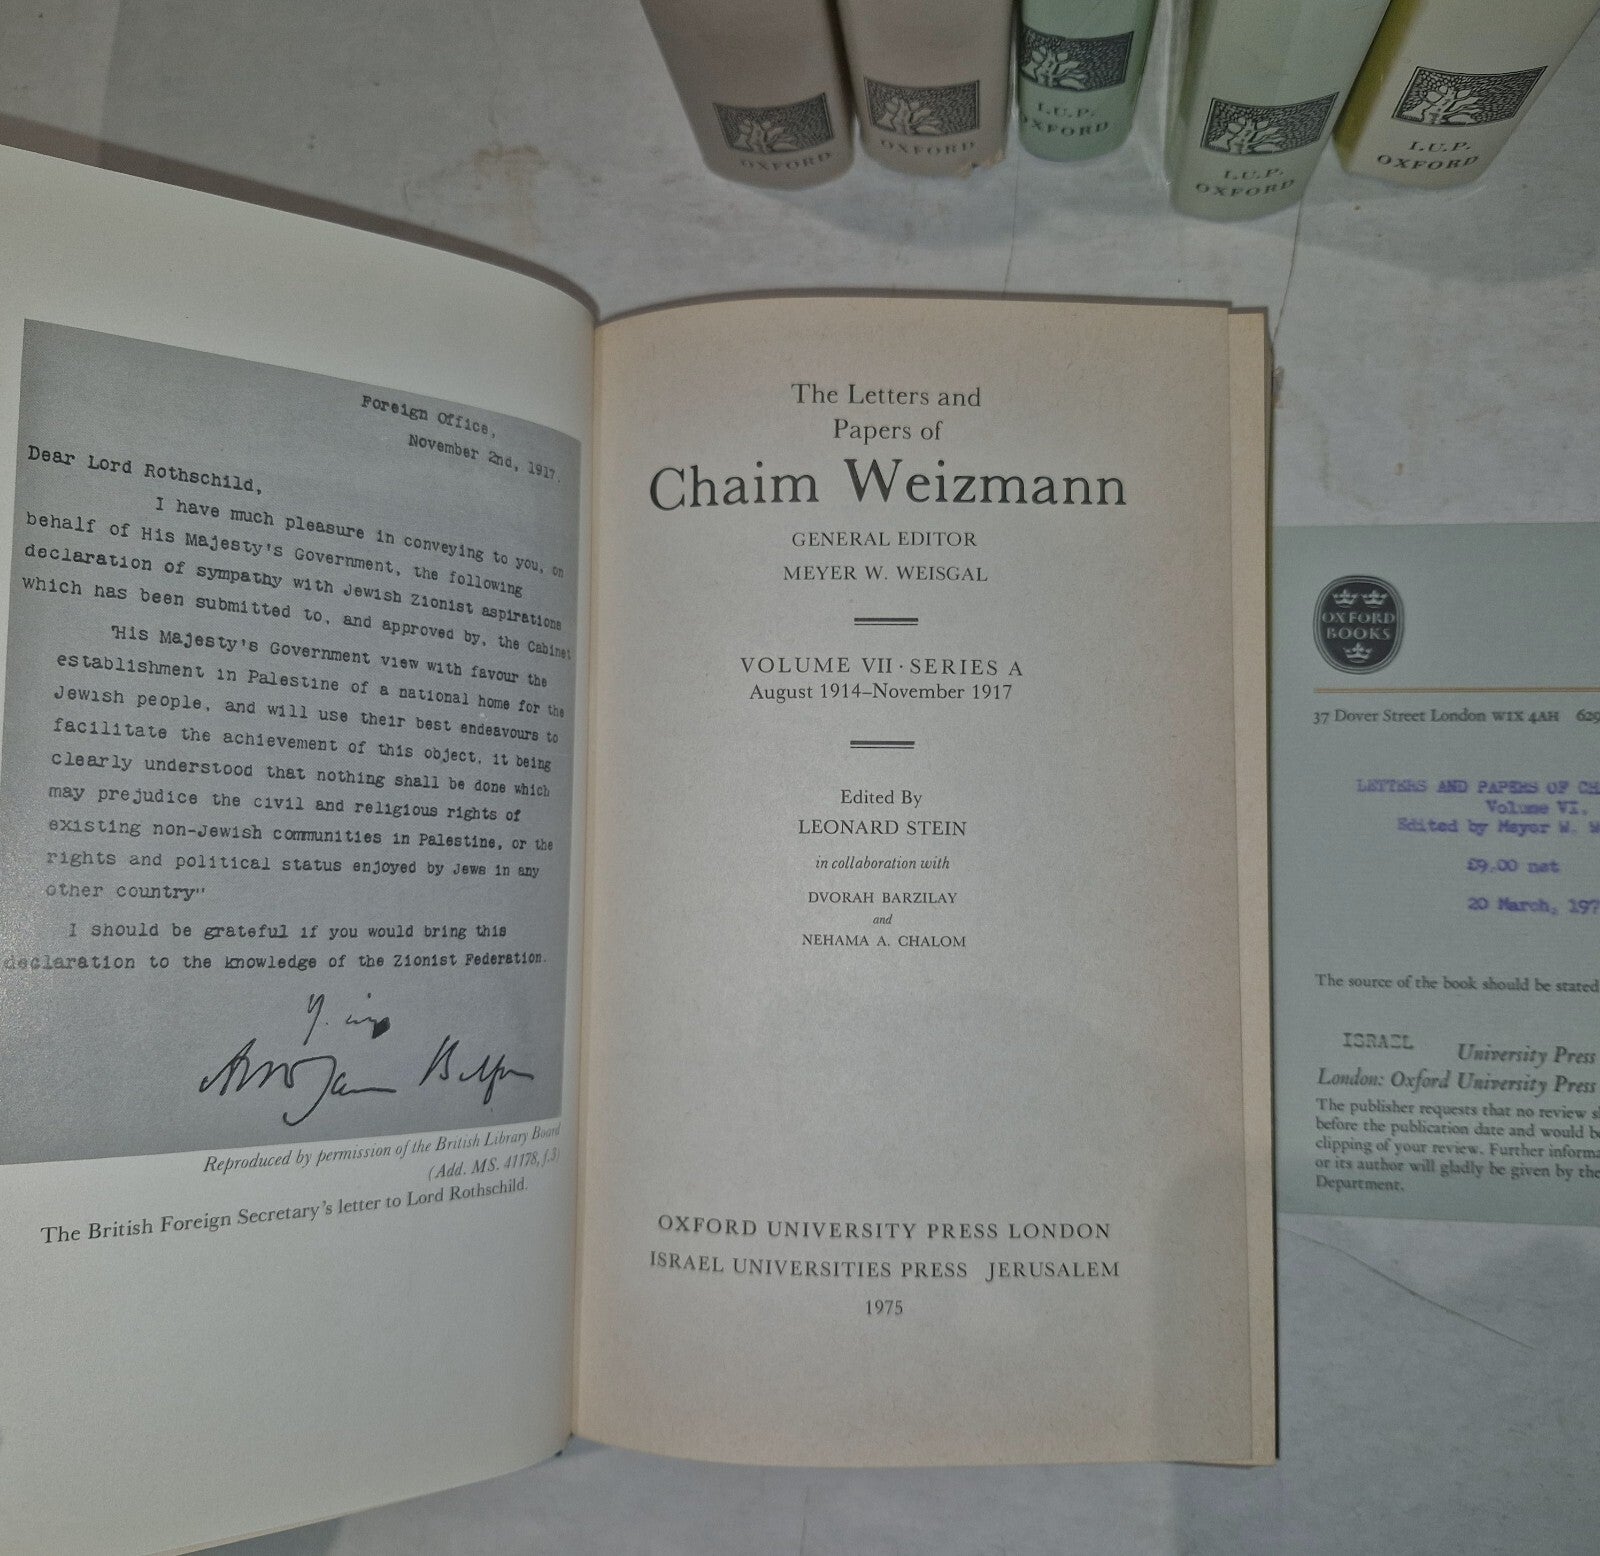 OXFORD
OXFORD
I.U.P.
OXFORD
I.U.P.
OXFORD
I.U.P.
OXFORD
Foreign Office,
November 2nd, 1917.
Dear Lord Rothschild,
I have much pleasure in conveying to you, on
behalf of His Majesty's Government, the following
declaration of sympathy with Jewish Zionist aspirations
which has been submitted to, and approved by, the Cabinet
"His Majesty's Government view with favour the
establishment in Palestine of a national home for the
Jewish people, and will use their best endeavours to
facilitate the achievement of this object, it being
clearly understood that nothing shall be done which
may prejudice the civil and religious rights of
existing non-Jewish communities in Palestine, or the
rights and political status enjoyed by Jews in any
other country"
I should be grateful if you would bring this
declaration to the knowledge of the Zionist Federation.
Reproduced by permission of the British Library Board
(Add. MS. 41178, f.3)
The British Foreign Secretary's letter to Lord Rothschild.
The Letters and
Papers of
Chaim Weizmann
GENERAL EDITOR
MEYER W. WEISGAL
VOLUME VII · SERIES A
August 1914–November 1917
Edited By
LEONARD STEIN
in collaboration with
DVORAH BARZILAY
and
NEHAMA A. CHALOM
OXFORD UNIVERSITY PRESS LONDON
ISRAEL UNIVERSITIES PRESS JERUSALEM
1975
OXFORD
BOOKS
37 Dover Street London W1X 4AH 629
LETTERS AND PAPERS OF
Volume VI,
Edited by Meyer W.
£9.00 net
20 March, 197
The source of the book should be stated
ISRAEL University Press
London: Oxford University Press
The publisher requests that no review
before the publication date and would
clipping of your review. Further
or its author will gladly be given by the
Department.